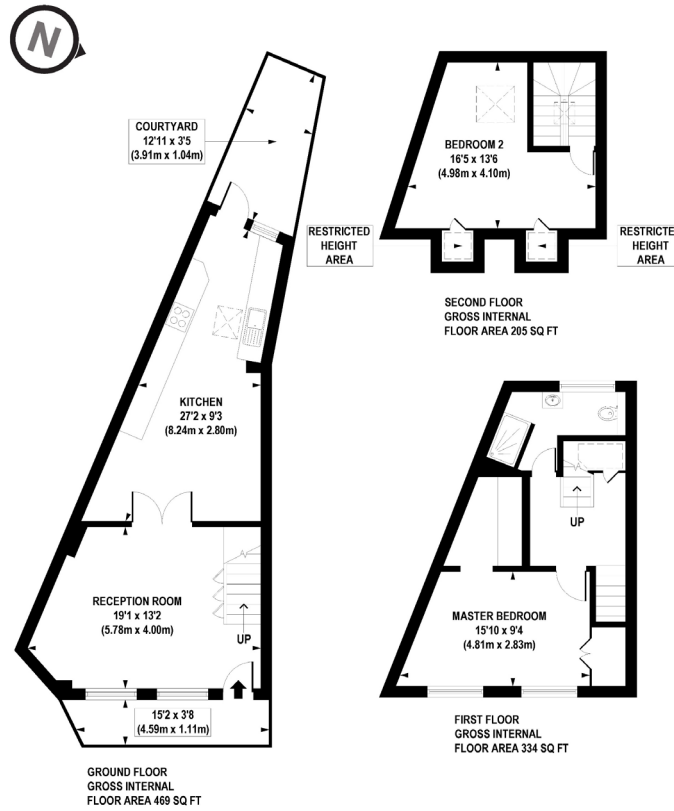 N
COURTYARD
12'11 x 3'5
(3.91m x 1.04m)
KITCHEN
27'2 x 9'3
(8.24m x 2.80m)
RECEPTION ROOM
19'1 x 13'2
(5.78m x 4.00m)
UP
15'2 x 3'8
(4.59m x 1.11m)
GROUND FLOOR
GROSS INTERNAL
FLOOR AREA 469 SQ FT
BEDROOM 2
16'5 x 13'6
(4.98m x 4.10m)
RESTRICTED
HEIGHT
AREA
RESTRICTE
HEIGHT
AREA
SECOND FLOOR
GROSS INTERNAL
FLOOR AREA 205 SQ FT
UP
MASTER BEDROOM
15'10 x 9'4
(4.81m x 2.83m)
FIRST FLOOR
GROSS INTERNAL
FLOOR AREA 334 SQ FT